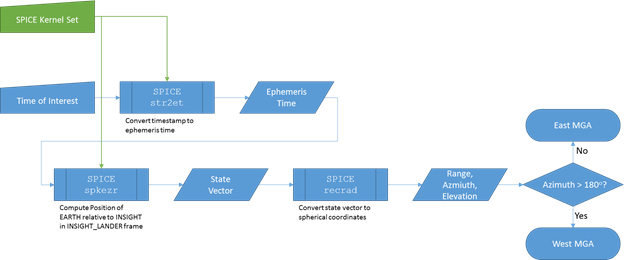 SPICE Kernel Set
Time of Interest
SPICE
str2et
Convert timestamp to
ephemeris time
Ephemeris
Time
SPICE
spkezr
Compute Position of
EARTH relative to INSIGHT
in INSIGHT_LANDER frame
State
Vector
SPICE
recrad
Convert state vector to
spherical coordinates
Range,
Azmiuth,
Elevation
East MGA
No
Azimuth > 180°?
Yes
West MGA